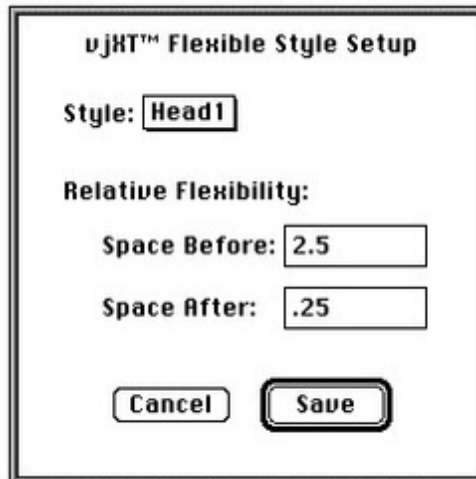 vjXT™ Flexible Style Setup
Style: Head1
Relative Flexibility:
Space Before: 2.5
Space After: .25
Cancel Save